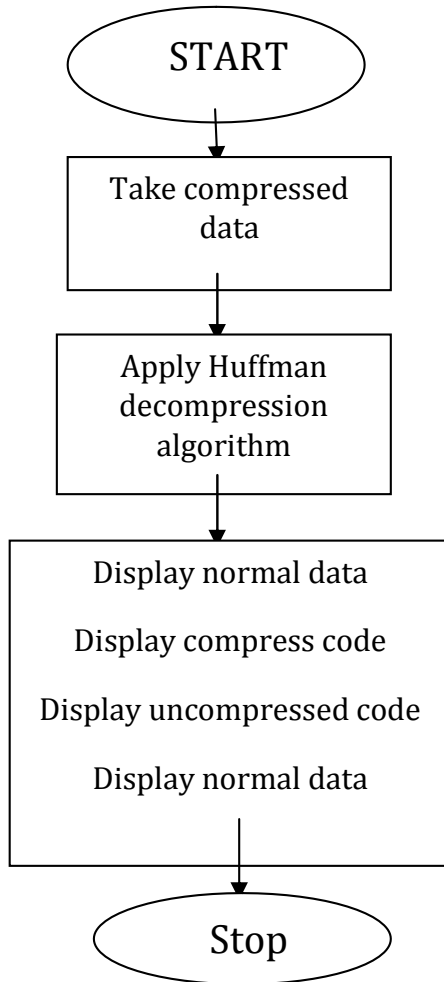 START
Take compressed
data
Apply Huffman
decompression
algorithm
Display normal data
Display compress code
Display uncompressed code
Display normal data
Stop